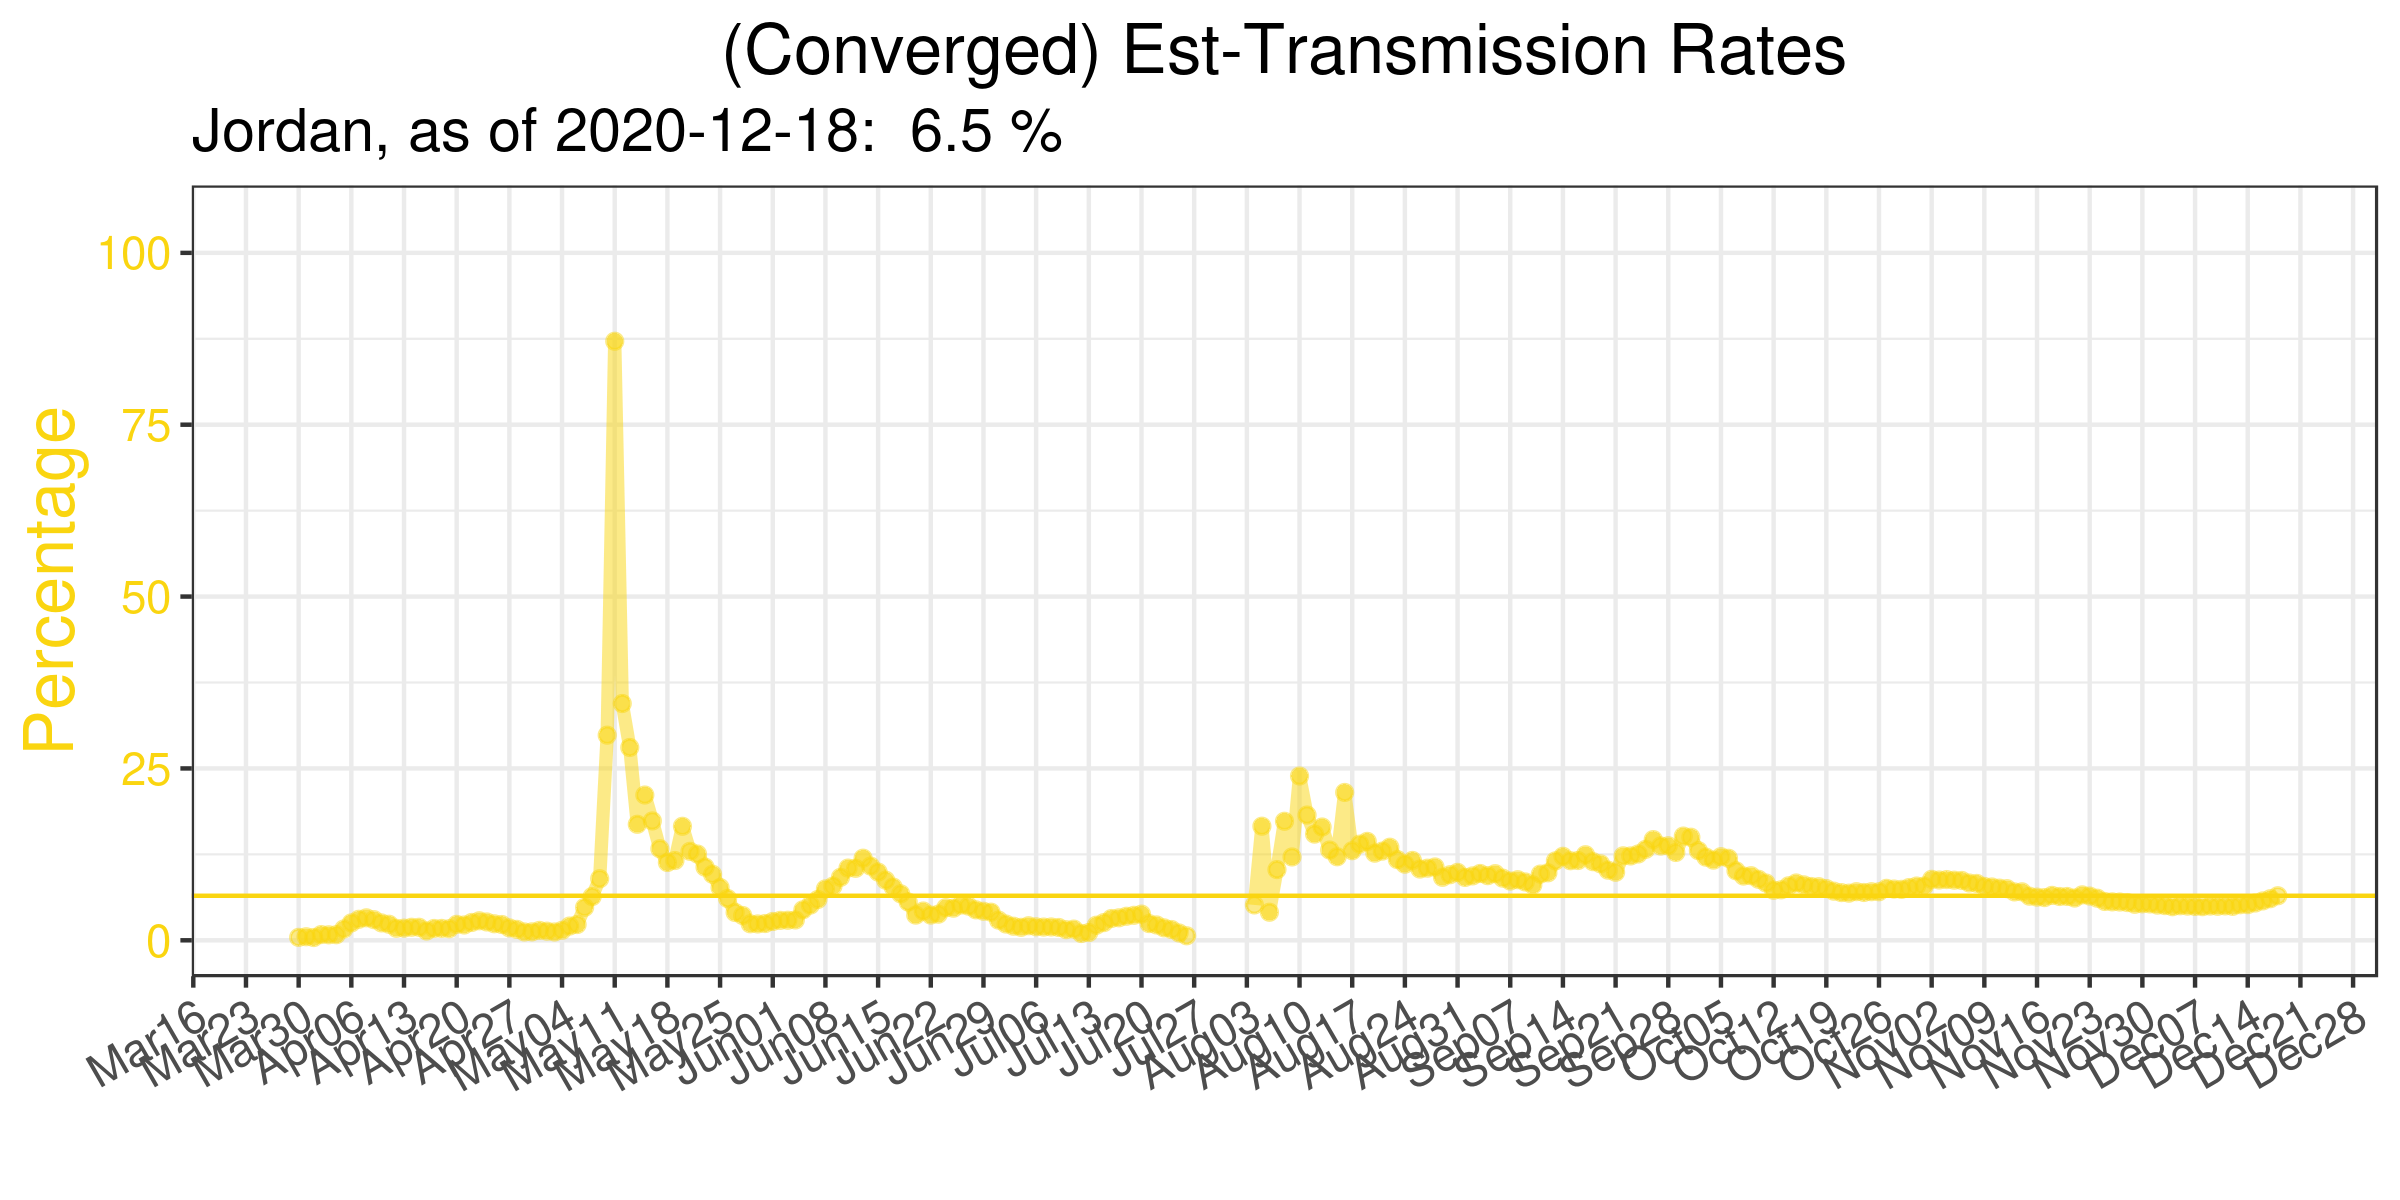 (Converged) Est-Transmission Rates
Jordan, as of 2020-12-18:  6.5 %
Percentage
100
75
50
25
0
Mar16
Mar23
Mar30
Apr06
Apr13
Apr20
Apr27
May04
May11
May18
May25
Jun01
Jun08
Jun15
Jun22
Jun29
Jul06
Jul13
Jul20
Jul27
Aug03
Aug10
Aug17
Aug24
Aug31
Sep07
Sep14
Sep21
Sep28
Oct05
Oct12
Oct19
Oct26
Nov02
Nov09
Nov16
Nov23
Nov30
Dec07
Dec14
Dec21
Dec28